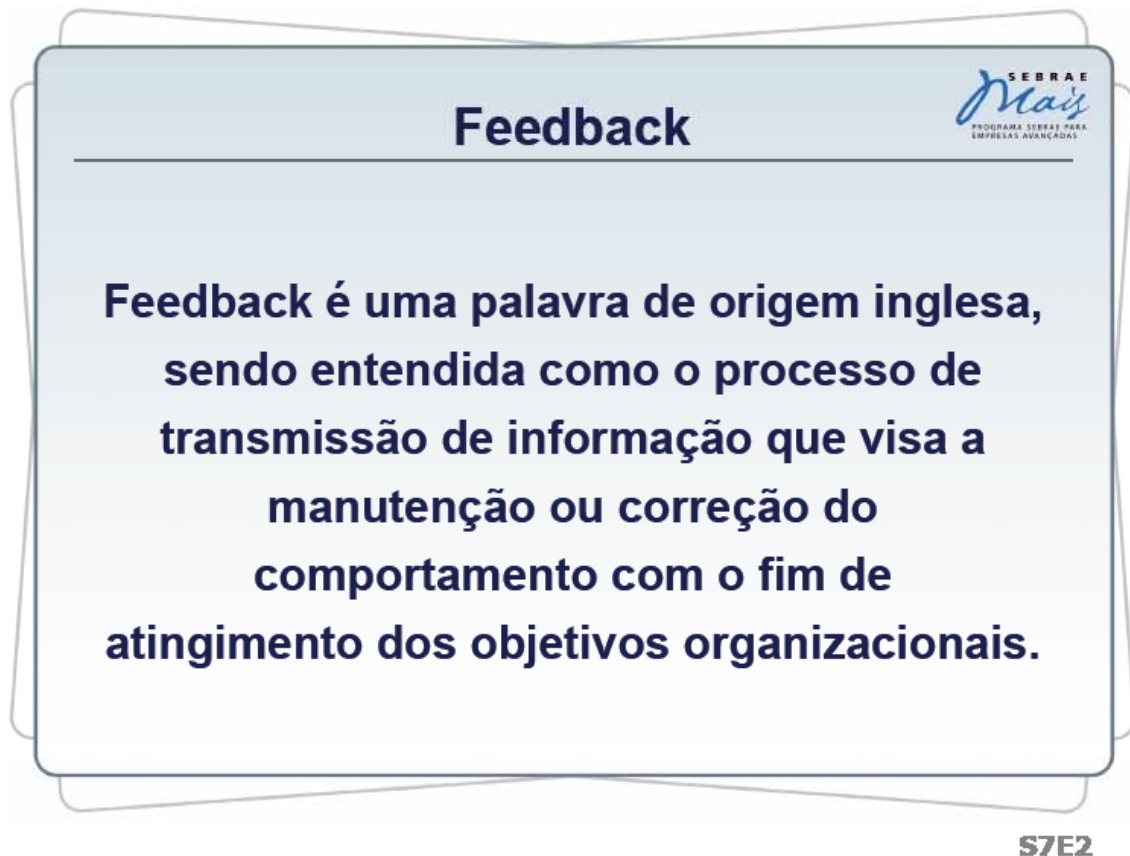 SEBRAE
Mais
PROGRAMA SEBRAE PARA
EMPRESAS AVANÇADAS
Feedback
Feedback é uma palavra de origem inglesa,
sendo entendida como o processo de
transmissão de informação que visa a
manutenção ou correção do
comportamento com o fim de
atingimento dos objetivos organizacionais.
S7E2